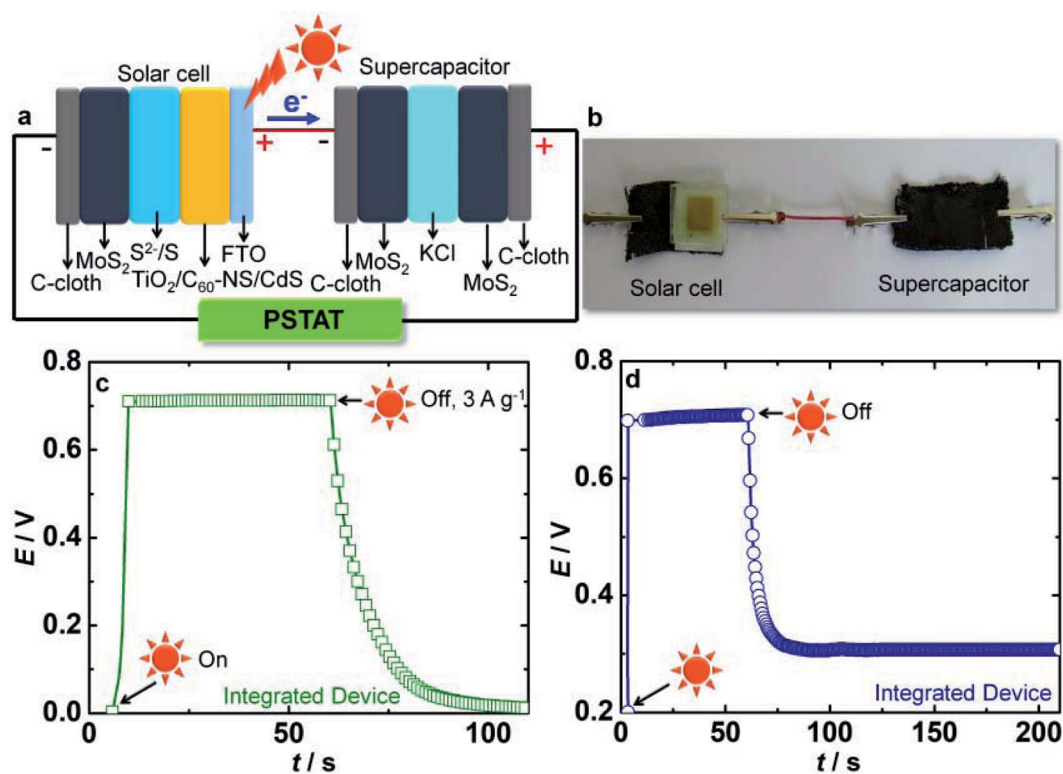 Solar cell
Supercapacitor
a
e⁻
b
-
+
-
+
MoS₂
S²⁻/S
FTO
MoS₂
KCl
C-cloth
C-cloth
TiO₂/C₆₀-NS/CdS
C-cloth
MoS₂
PSTAT
Solar cell
Supercapacitor
c
Off, 3 A g⁻¹
On
Integrated Device
0.8
0.6
0.4
0.2
0.0
E / V
0
50
100
t / s
d
Off
Integrated Device
0.8
0.6
0.4
0.2
E / V
0
50
100
150
200
t / s